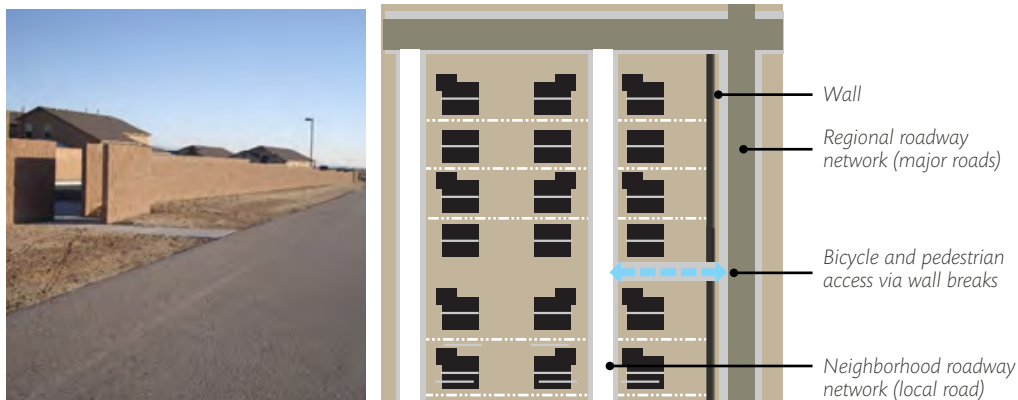 Wall
Regional roadway
network (major roads)
Bicycle and pedestrian
access via wall breaks
Neighborhood roadway
network (local road)